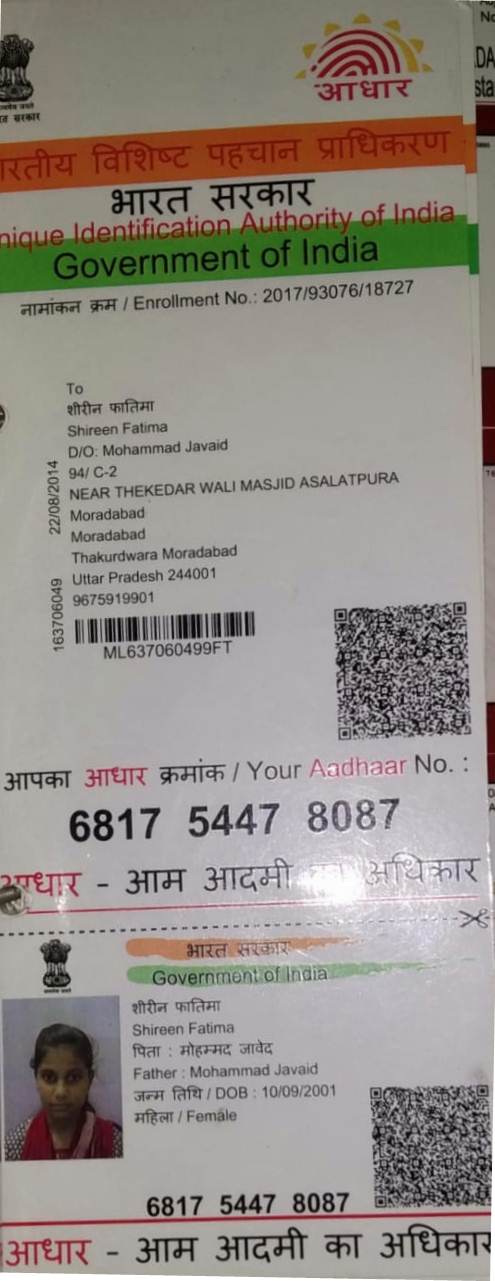 आधार
भारतीय विशिष्ट पहचान प्राधिकरण
भारत सरकार
Unique Identification Authority of India
Government of India
नामांकन क्रम / Enrollment No.: 2017/93076/18727
To
शीरीन फातिमा
Shireen Fatima
D/O: Mohammad Javaid
94/ C-2
NEAR THEKEDAR WALI MASJID ASALATPURA
Moradabad
Moradabad
Thakurdwara Moradabad
Uttar Pradesh 244001
9675919901
22/08/2014
163706049
ML637060499FT
आपका आधार क्रमांक / Your Aadhaar No. :
6817 5447 8087
आधार - आम आदमी का अधिकार
भारत सरकार
Government of India
शीरीन फातिमा
Shireen Fatima
पिता : मोहम्मद जावेद
Father : Mohammad Javaid
जन्म तिथि / DOB : 10/09/2001
महिला / Female
6817 5447 8087
आधार - आम आदमी का अधिकार